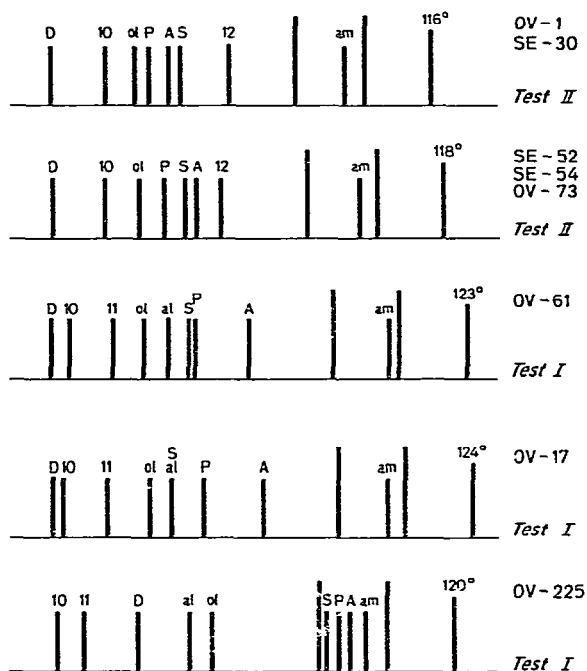 D 10 ol P A S 12 am 116° OV-1
SE-30
Test II
D 10 ol P S A 12 am 118° SE-52
SE-54
OV-73
Test II
D 10 11 ol al S P A am 123° OV-61
Test I
D 10 11 ol S al P A am 124° OV-17
Test I
10 11 D al ol S P A am 120° OV-225
Test I